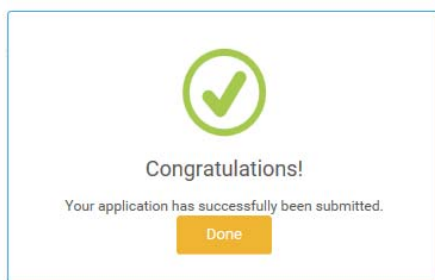 Congratulations!
Your application has successfully been submitted.
Done